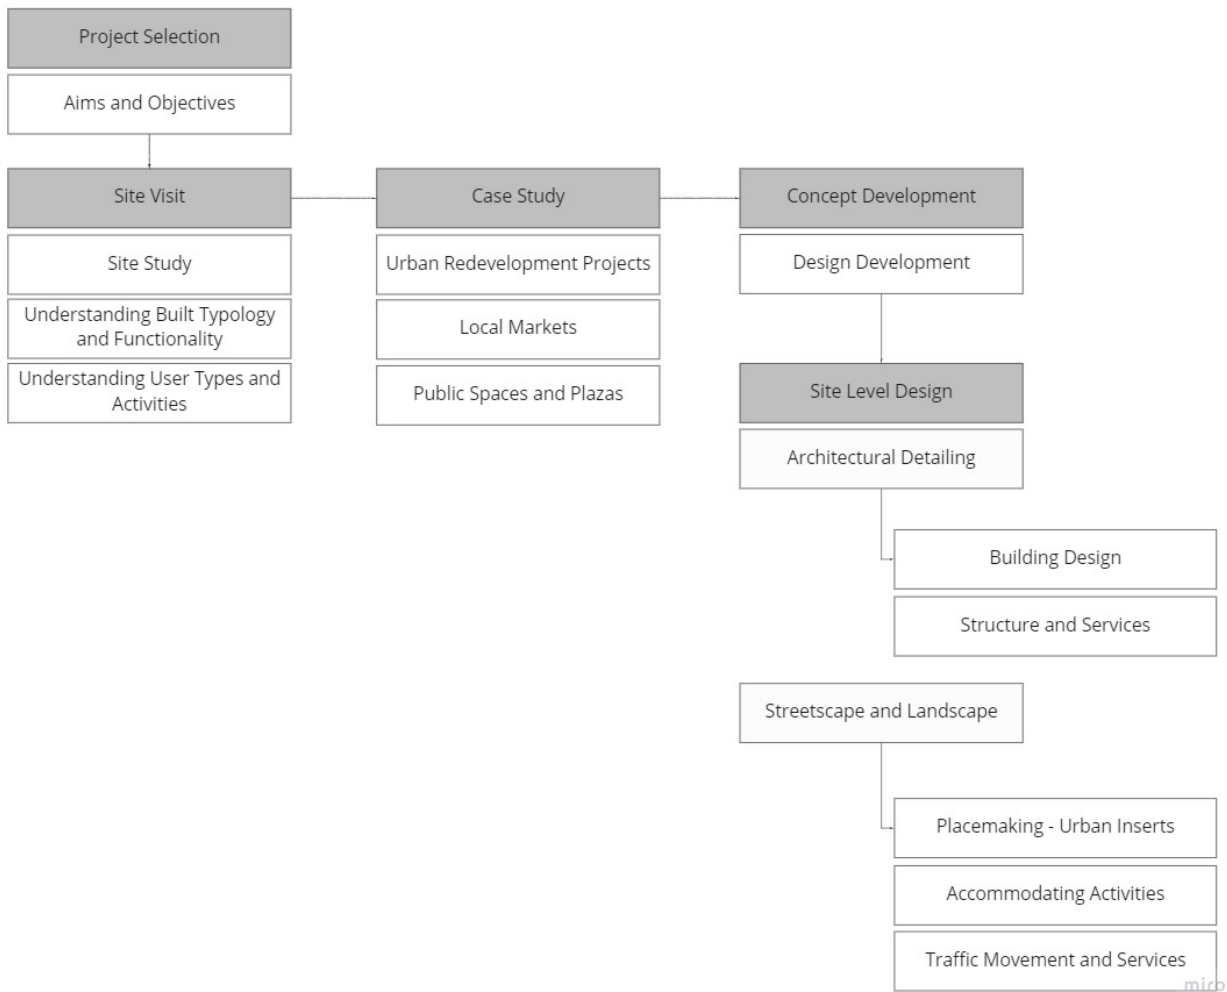 Project Selection
Aims and Objectives
Site Visit
Site Study
Understanding Built Typology
and Functionality
Understanding User Types and
Activities
Case Study
Urban Redevelopment Projects
Local Markets
Public Spaces and Plazas
Concept Development
Design Development
Site Level Design
Architectural Detailing
Building Design
Structure and Services
Streetscape and Landscape
Placemaking - Urban Inserts
Accommodating Activities
Traffic Movement and Services
miro